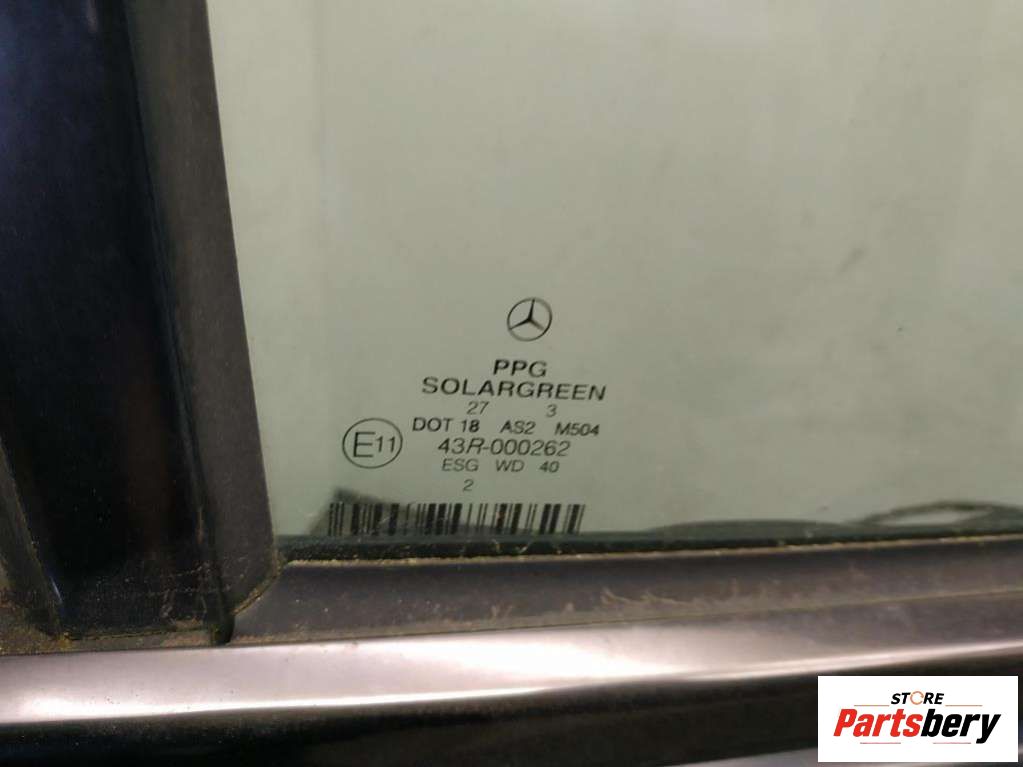 PPG
SOLARGREEN
27 3
DOT 18 AS2 M504
E11 43R-000262
ESG WD 40
2
STORE
Partsbery